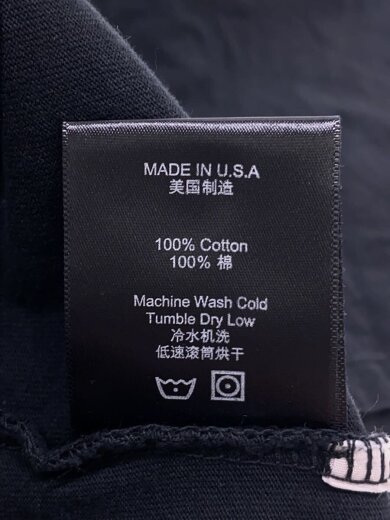 MADE IN U.S.A
美国制造
100% Cotton
100% 棉
Machine Wash Cold
Tumble Dry Low
冷水机洗
低速滚筒烘干